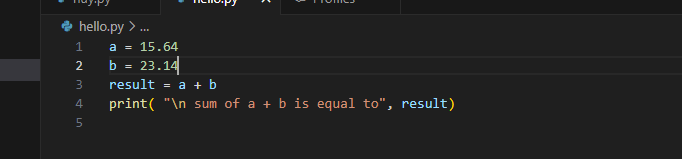 hello.py
Profiles
hello.py > ...
1 a = 15.64
2 b = 23.14
3 result = a + b
4 print( "\n sum of a + b is equal to", result)
5